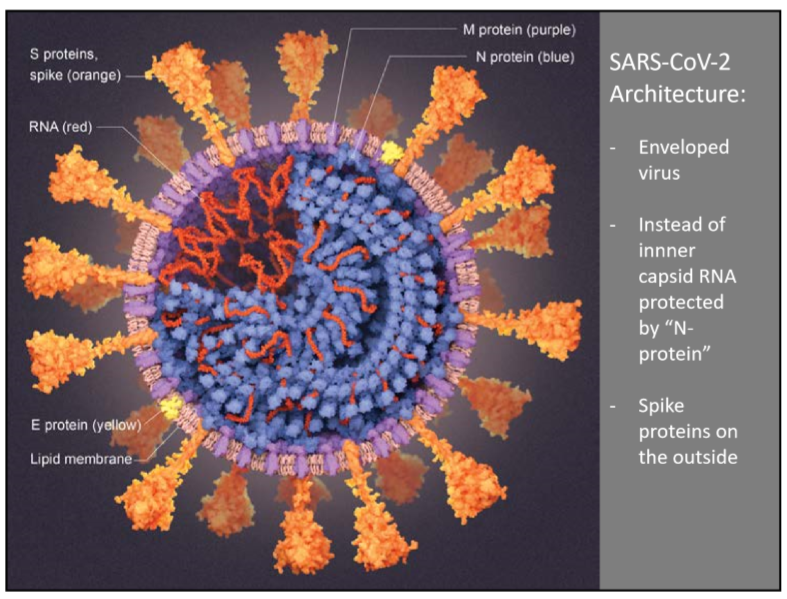 M protein (purple)
N protein (blue)
S proteins,
spike (orange)
RNA (red)
E protein (yellow)
Lipid membrane
SARS-CoV-2
Architecture:
- Enveloped
virus
- Instead of
innner
capsid RNA
protected
by “N-
protein”
- Spike
proteins on
the outside